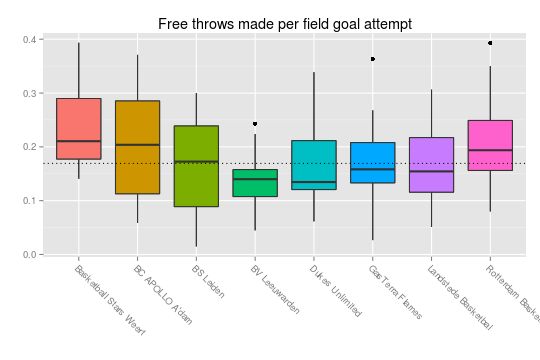 Free throws made per field goal attempt
0.4
0.3
0.2
0.1
0.0
Basketball Stars Weert
BC APOLLO A'dam
BS Leiden
BV Leeuwarden
Dukes Unlimited
GasTerra Flames
Landstede Basketbal
Rotterdam Basket